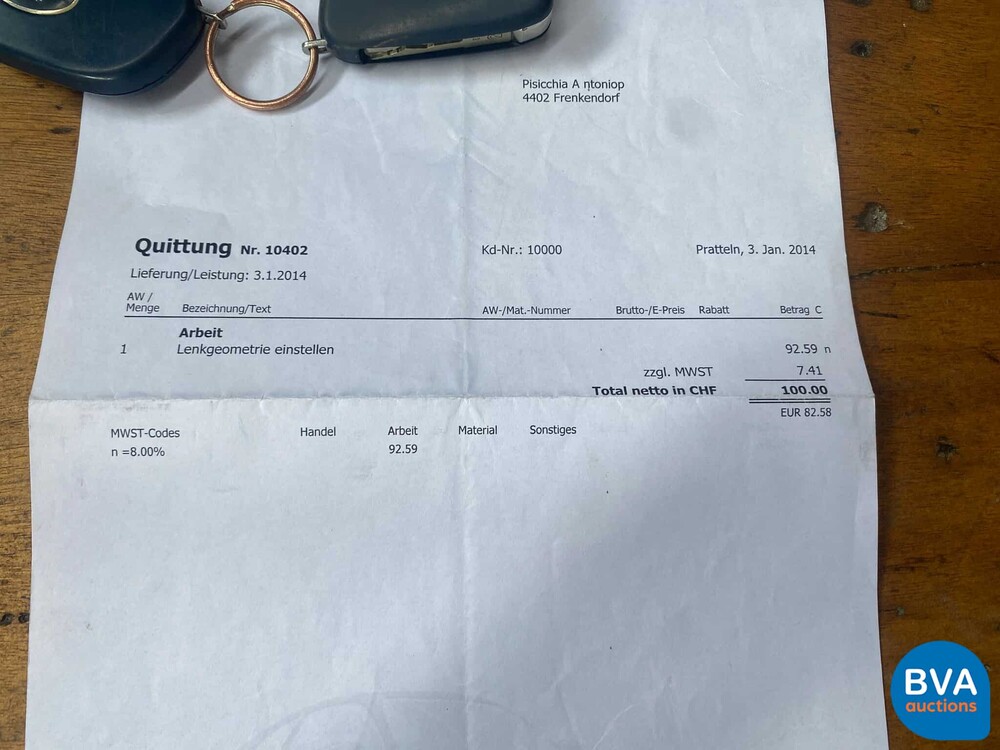 Pisicchia A ntoniop
4402 Frenkendorf
Quittung Nr. 10402 Kd-Nr.: 10000 Pratteln, 3. Jan. 2014
Lieferung/Leistung: 3.1.2014
AW /
Menge Bezeichnung/Text AW-/Mat.-Nummer Brutto-/E-Preis Rabatt Betrag C
Arbeit
1 Lenkgeometrie einstellen 92.59 n
zzgl. MWST 7.41
Total netto in CHF 100.00
EUR 82.58
MWST-Codes Handel Arbeit Material Sonstiges
n =8.00% 92.59
BVA
auctions